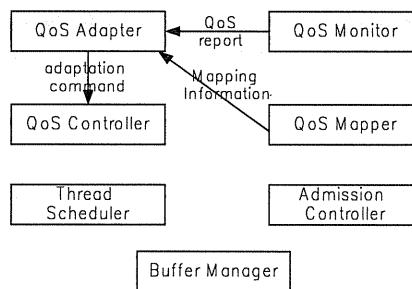 QoS Adapter
QoS
report
QoS Monitor
adaptation
command
Mapping
Information
QoS Controller
QoS Mapper
Thread
Scheduler
Admission
Controller
Buffer Manager